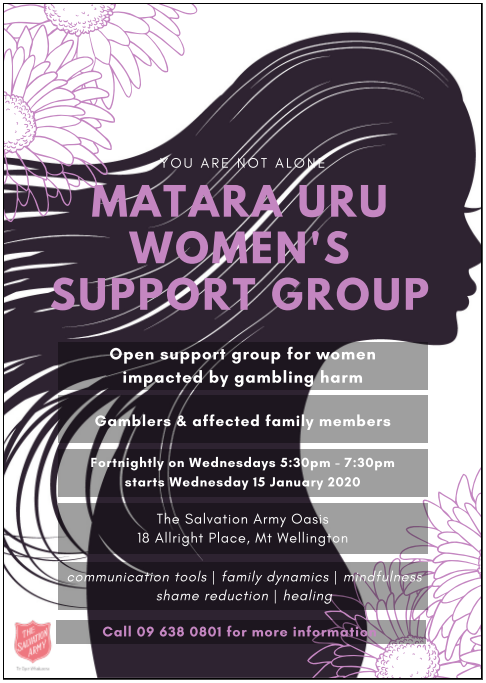 YOU ARE NOT ALONE
MATARA URU
WOMEN'S
SUPPORT GROUP
Open support group for women
impacted by gambling harm
Gamblers & affected family members
Fortnightly on Wednesdays 5:30pm - 7:30pm
starts Wednesday 15 January 2020
The Salvation Army Oasis
18 Allright Place, Mt Wellington
communication tools | family dynamics | mindfulness
shame reduction | healing
Call 09 638 0801 for more information
THE
SALVATION
ARMY